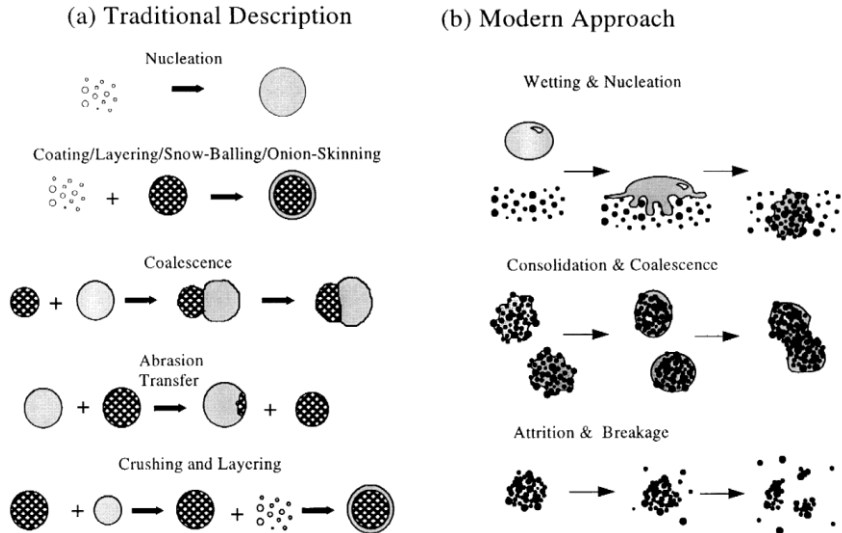 (a) Traditional Description
Nucleation
Coating/Layering/Snow-Balling/Onion-Skinning
+
Coalescence
+
Abrasion
Transfer
+
+
Crushing and Layering
+
+
(b) Modern Approach
Wetting & Nucleation
Consolidation & Coalescence
Attrition & Breakage